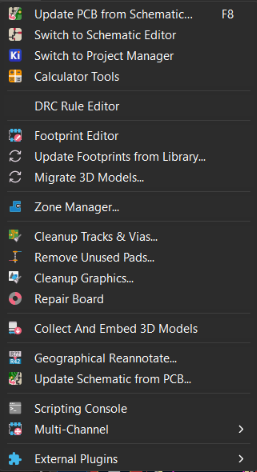 Update PCB from Schematic... F8
Switch to Schematic Editor
Ki Switch to Project Manager
Calculator Tools
DRC Rule Editor
Footprint Editor
Update Footprints from Library...
Migrate 3D Models...
Zone Manager...
Cleanup Tracks & Vias...
Remove Unused Pads...
Cleanup Graphics...
Repair Board
Collect And Embed 3D Models
Geographical Reannotate...
Update Schematic from PCB...
Scripting Console
Multi-Channel
External Plugins